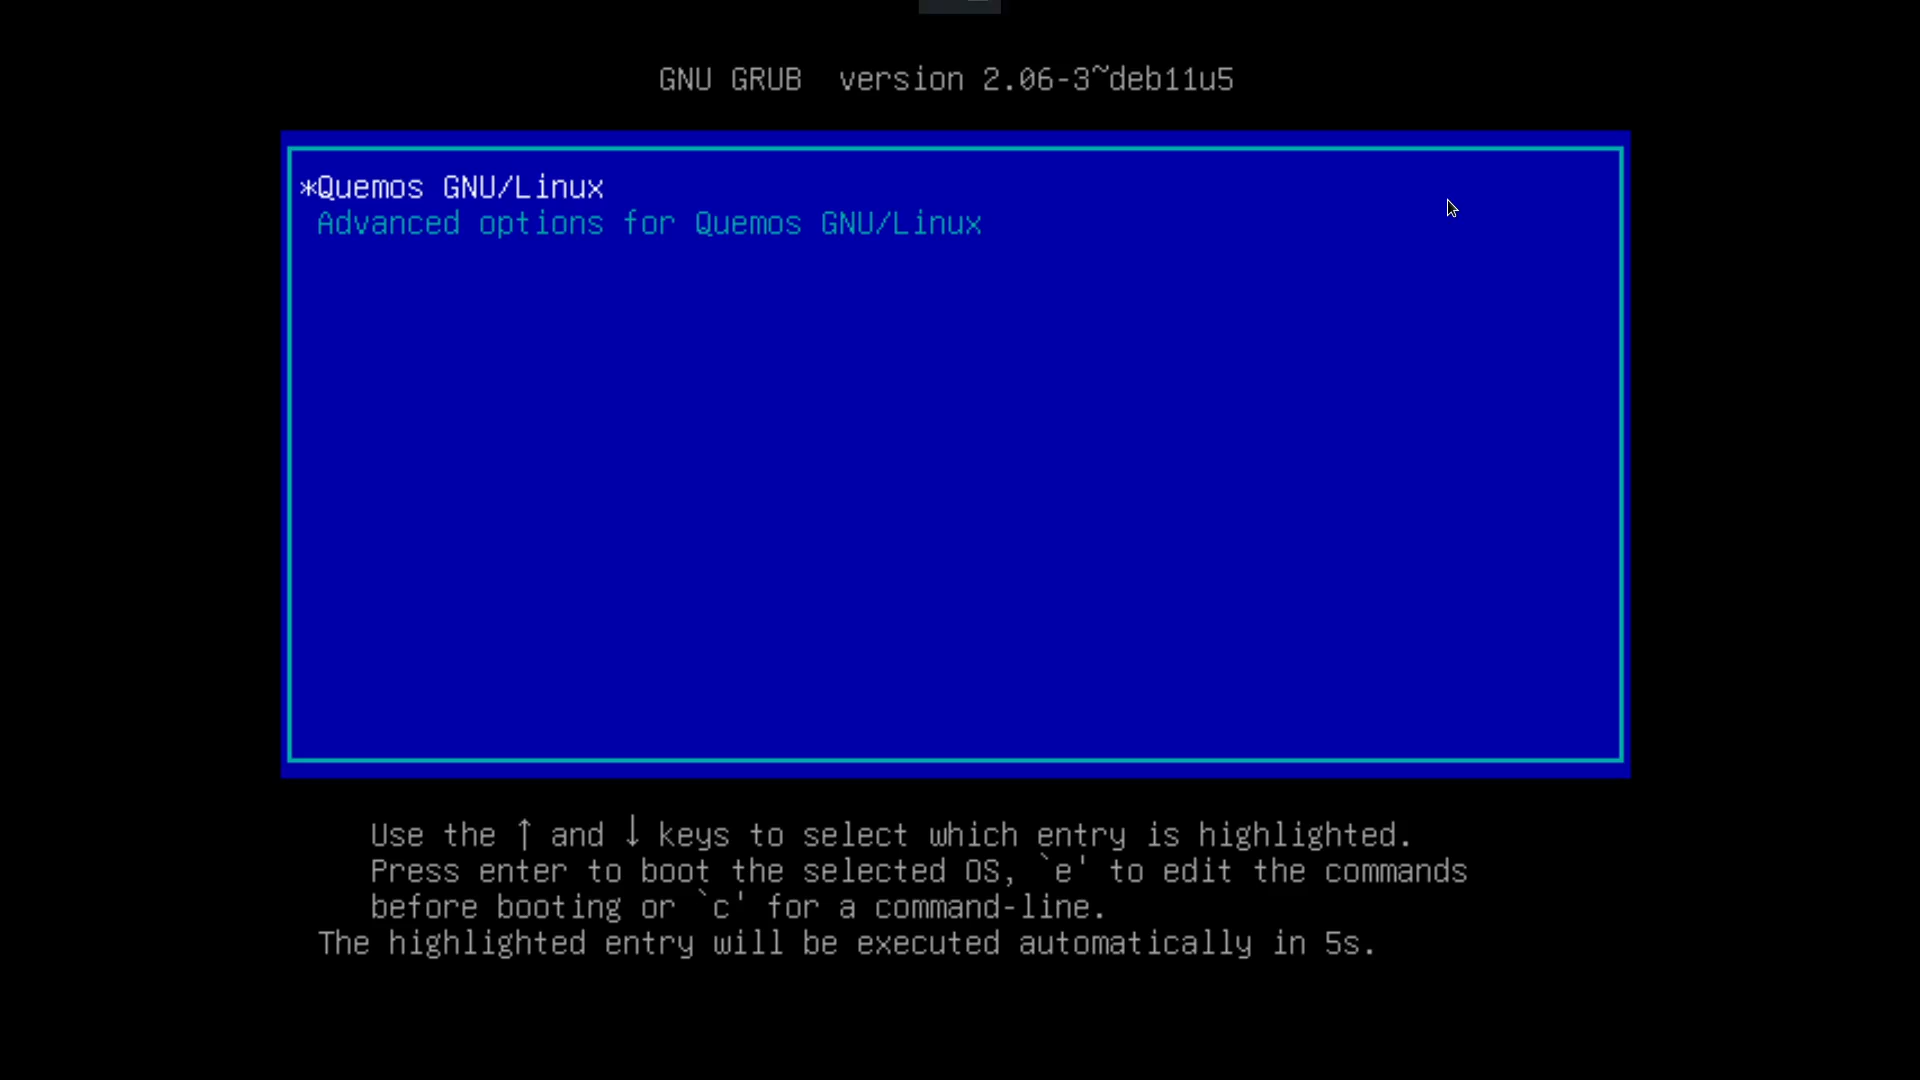 GNU GRUB  version 2.06-3~deb11u5
*Quemos GNU/Linux
Advanced options for Quemos GNU/Linux
Use the ↑ and ↓ keys to select which entry is highlighted.
Press enter to boot the selected OS, `e' to edit the commands
before booting or `c' for a command-line.
The highlighted entry will be executed automatically in 5s.